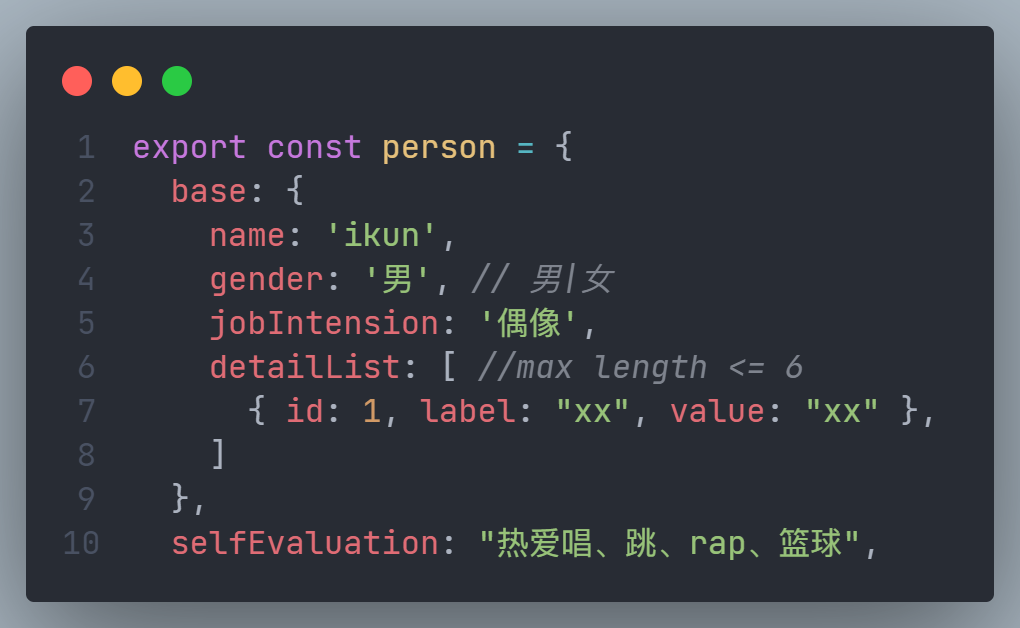 1 export const person = {
2   base: {
3     name: 'ikun',
4     gender: '男', // 男|女
5     jobIntension: '偶像',
6     detailList: [ //max length <= 6
7       { id: 1, label: "xx", value: "xx" },
8     ]
9   },
10   selfEvaluation: "热爱唱、跳、rap、篮球",